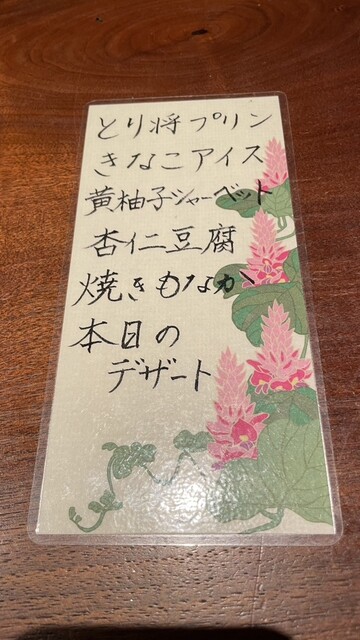 とり将プリン
きなこアイス
黄柚子シャーベット
杏仁豆腐
焼きもなか
本日の
デザート